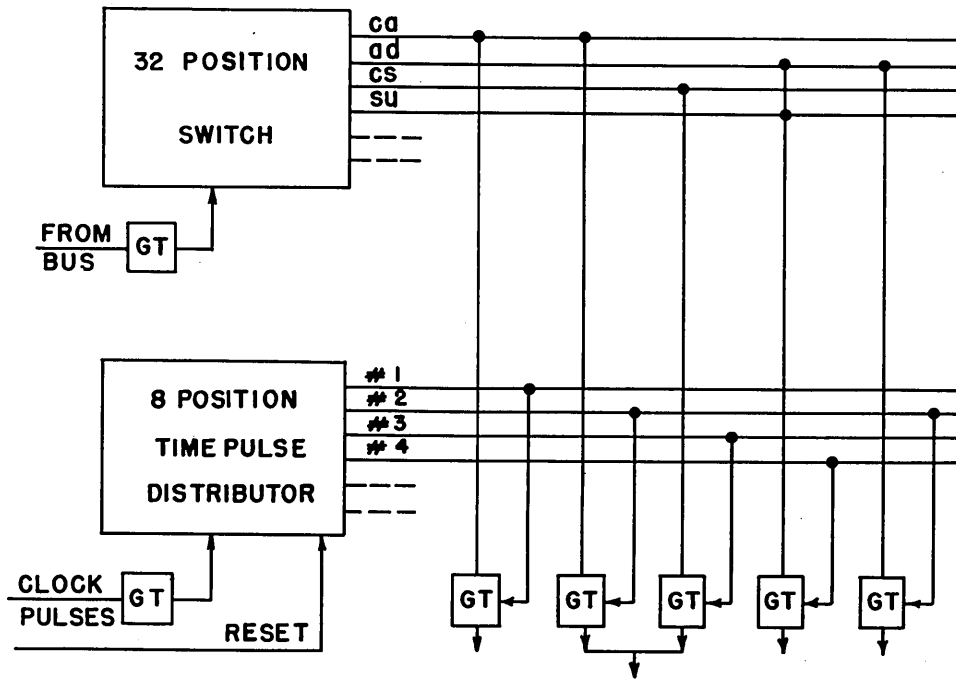 32 POSITION
SWITCH
ca
ad
cs
su
FROM
BUS
GT
8 POSITION
TIME PULSE
DISTRIBUTOR
#1
#2
#3
#4
CLOCK
PULSES
GT
RESET
GT
GT
GT
GT
GT